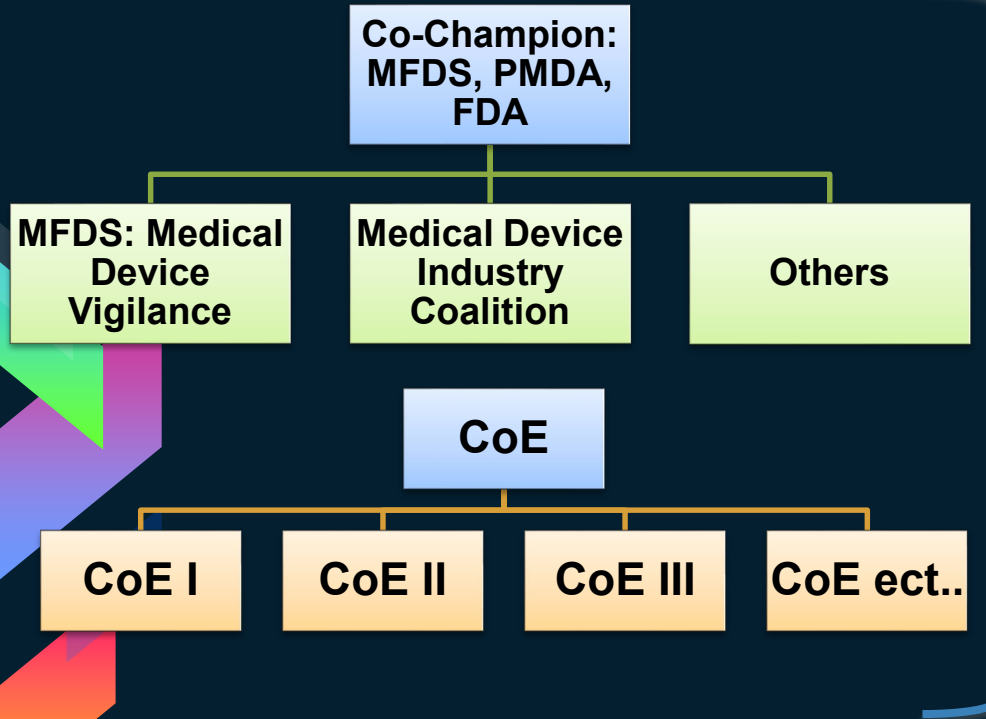 Co-Champion:
MFDS, PMDA,
FDA
MFDS: Medical
Device
Vigilance
Medical Device
Industry
Coalition
Others
CoE
CoE I
CoE II
CoE III
CoE ect..